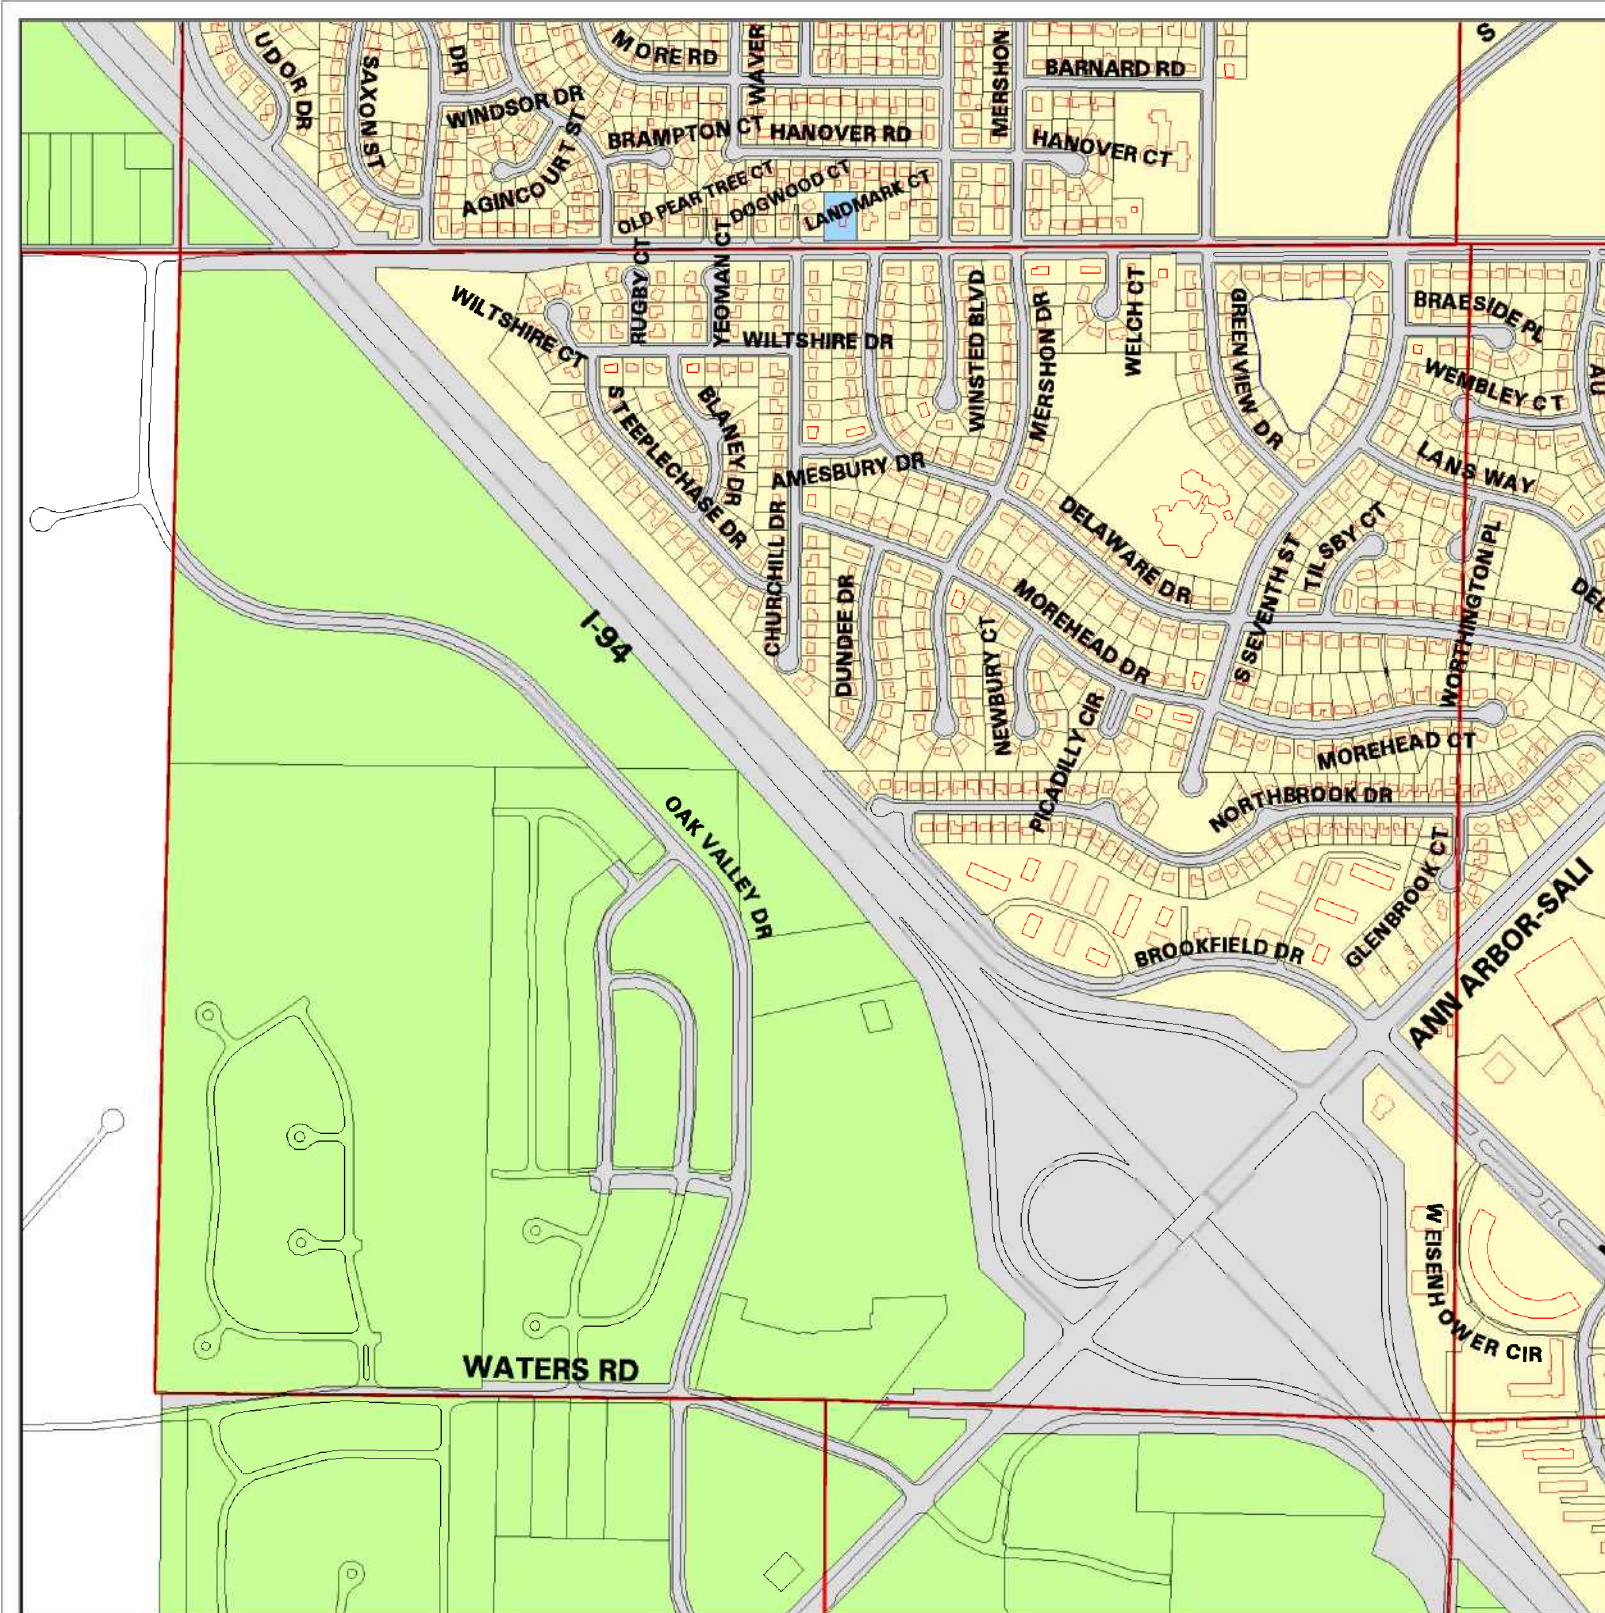 S
UDOR DR
SAXON ST
DR
MORE RD
WAVER
MERSHON
BARNARD RD
WINDSOR DR
AGINCOURT ST
BRAMPTON CT
HANOVER RD
HANOVER CT
OLD PEAR TREE CT
DOGWOOD CT
LANDMARK CT
WILTSHIRE CT
RUGBY CT
YEOMAN CT
WILTSHIRE DR
WINSTED BLVD
MERSHON DR
WELCH CT
GREENVIEW DR
BRAESIDE PL
WEMBLEY CT
AU
LANS WAY
STEEPLECHASE DR
BLANEY DR
AMESBURY DR
CHURCHILL DR
DELAWARE DR
S SEVENTH ST
TILSBY CT
NORTHINGTON PL
DEL
I-94
DUNDEE DR
NEWBURY CT
MOREHEAD DR
PICADILLY CIR
MOREHEAD CT
NORTHBROOK DR
OAK VALLEY DR
GLENBROOK CT
BROOKFIELD DR
ANN ARBOR-SALI
W EISENHOWER CIR
WATERS RD